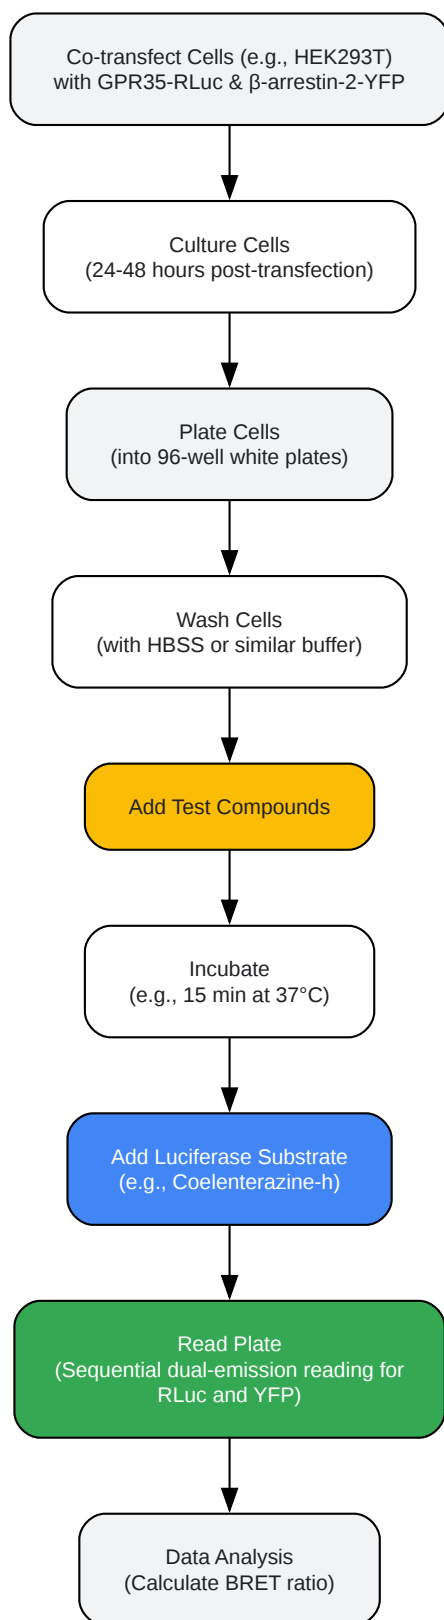 Co-transfect Cells (e.g., HEK293T)
with GPR35-RLuc & β-arrestin-2-YFP
Culture Cells
(24-48 hours post-transfection)
Plate Cells
(into 96-well white plates)
Wash Cells
(with HBSS or similar buffer)
Add Test Compounds
Incubate
(e.g., 15 min at 37°C)
Add Luciferase Substrate
(e.g., Coelenterazine-h)
Read Plate
(Sequential dual-emission reading for
RLuc and YFP)
Data Analysis
(Calculate BRET ratio)